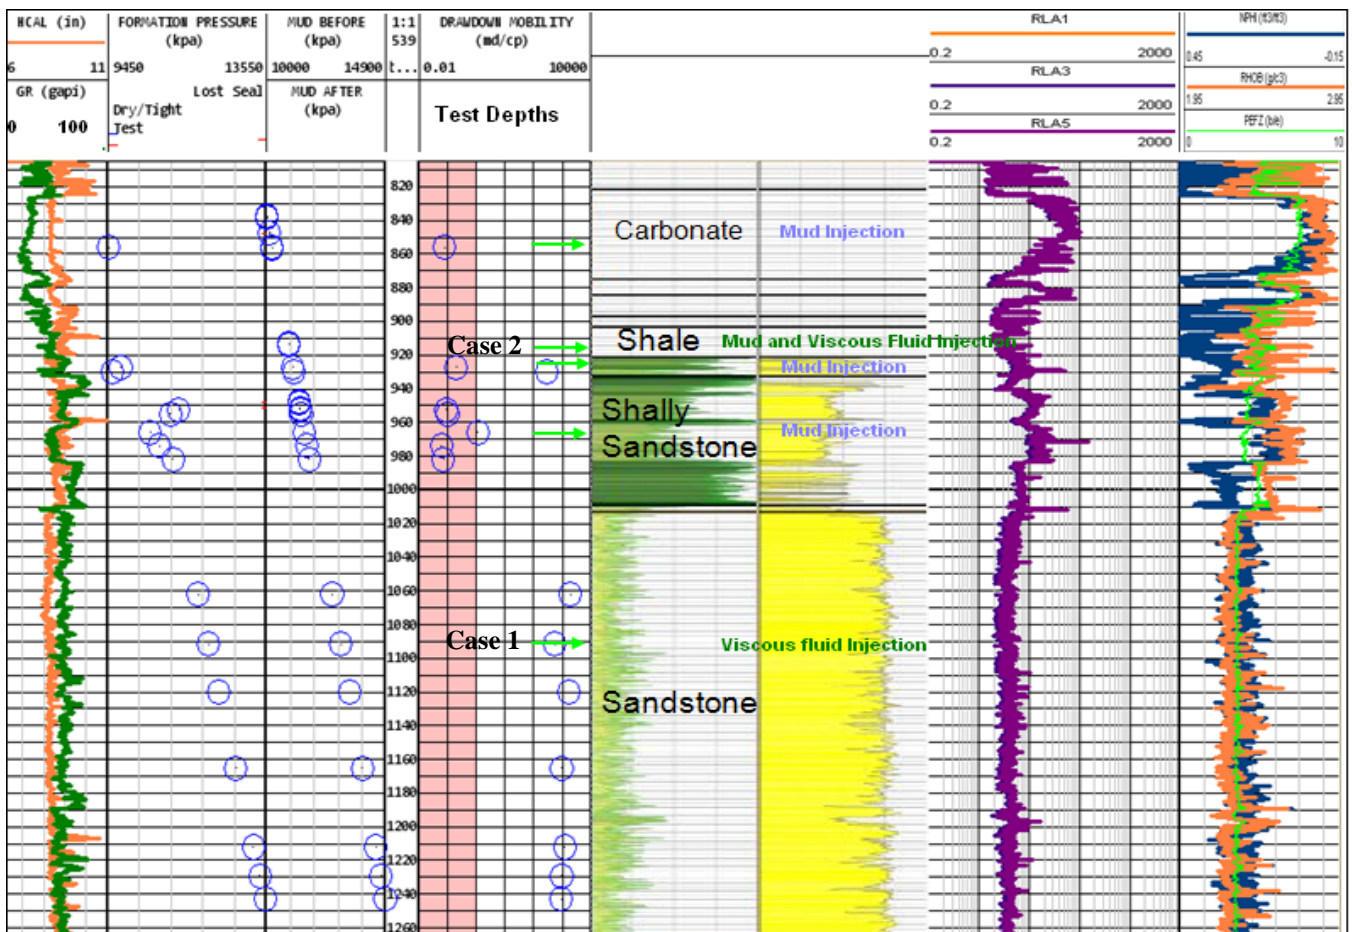 HCAL (in)
6 11
GR (gapi)
0 100
FORMATION PRESSURE
(kpa)
9450 13550
Lost Seal
Dry/Tight
Test
MUD BEFORE
(kpa)
10000 14900
MUD AFTER
(kpa)
1:1
539
t...
DRAWDOWN MOBILITY
(md/cp)
0.01 10000
Test Depths
RLA1
0.2 2000
RLA3
0.2 2000
RLA5
0.2 2000
NPHI (ft3/ft3)
0.45 -0.15
RHOB (g/c3)
1.95 2.95
PEFZ (b/e)
0 10
820
840
860
880
900
920
940
960
980
1000
1020
1040
1060
1080
1100
1120
1140
1160
1180
1200
1220
1240
1260
Carbonate
Mud Injection
Case 2
Shale
Mud and Viscous Fluid Injection
Mud Injection
Shally
Sandstone
Mud Injection
Case 1
Viscous fluid Injection
Sandstone